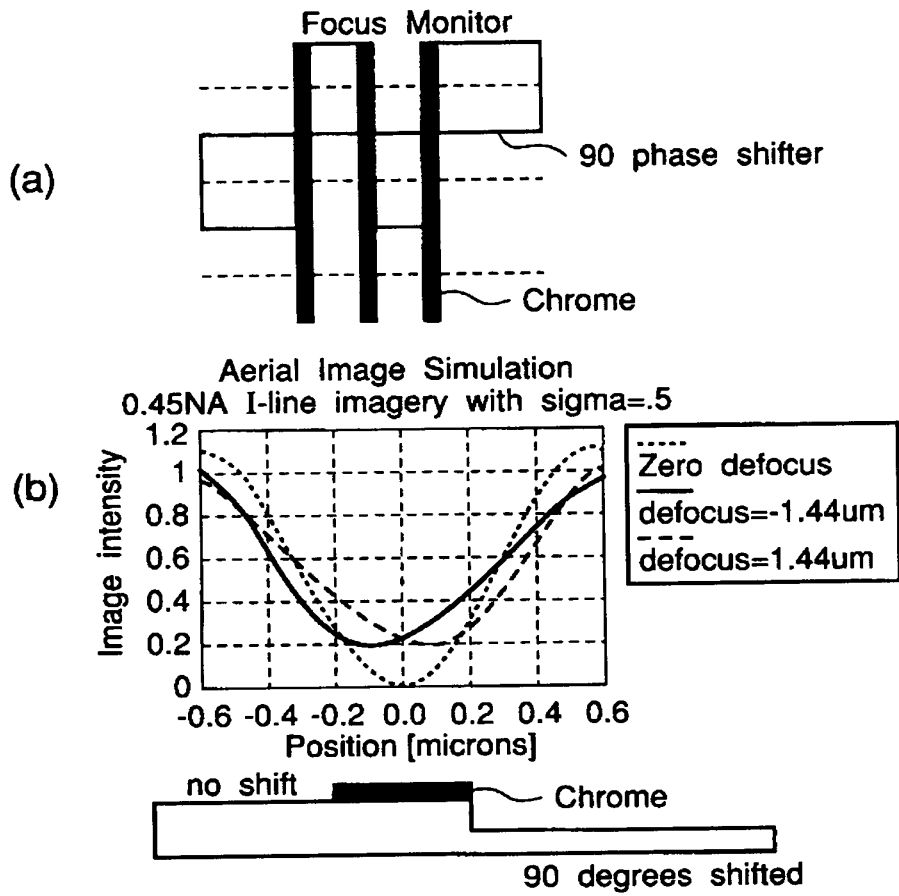 Focus Monitor
(a)
90 phase shifter
Chrome
Aerial Image Simulation
0.45NA I-line imagery with sigma=.5
(b)
Image intensity
1.2
1
0.8
0.6
0.4
0.2
0
-0.6 -0.4 -0.2 0.0 0.2 0.4 0.6
Position [microns]
Zero defocus
defocus=-1.44um
defocus=1.44um
no shift
Chrome
90 degrees shifted